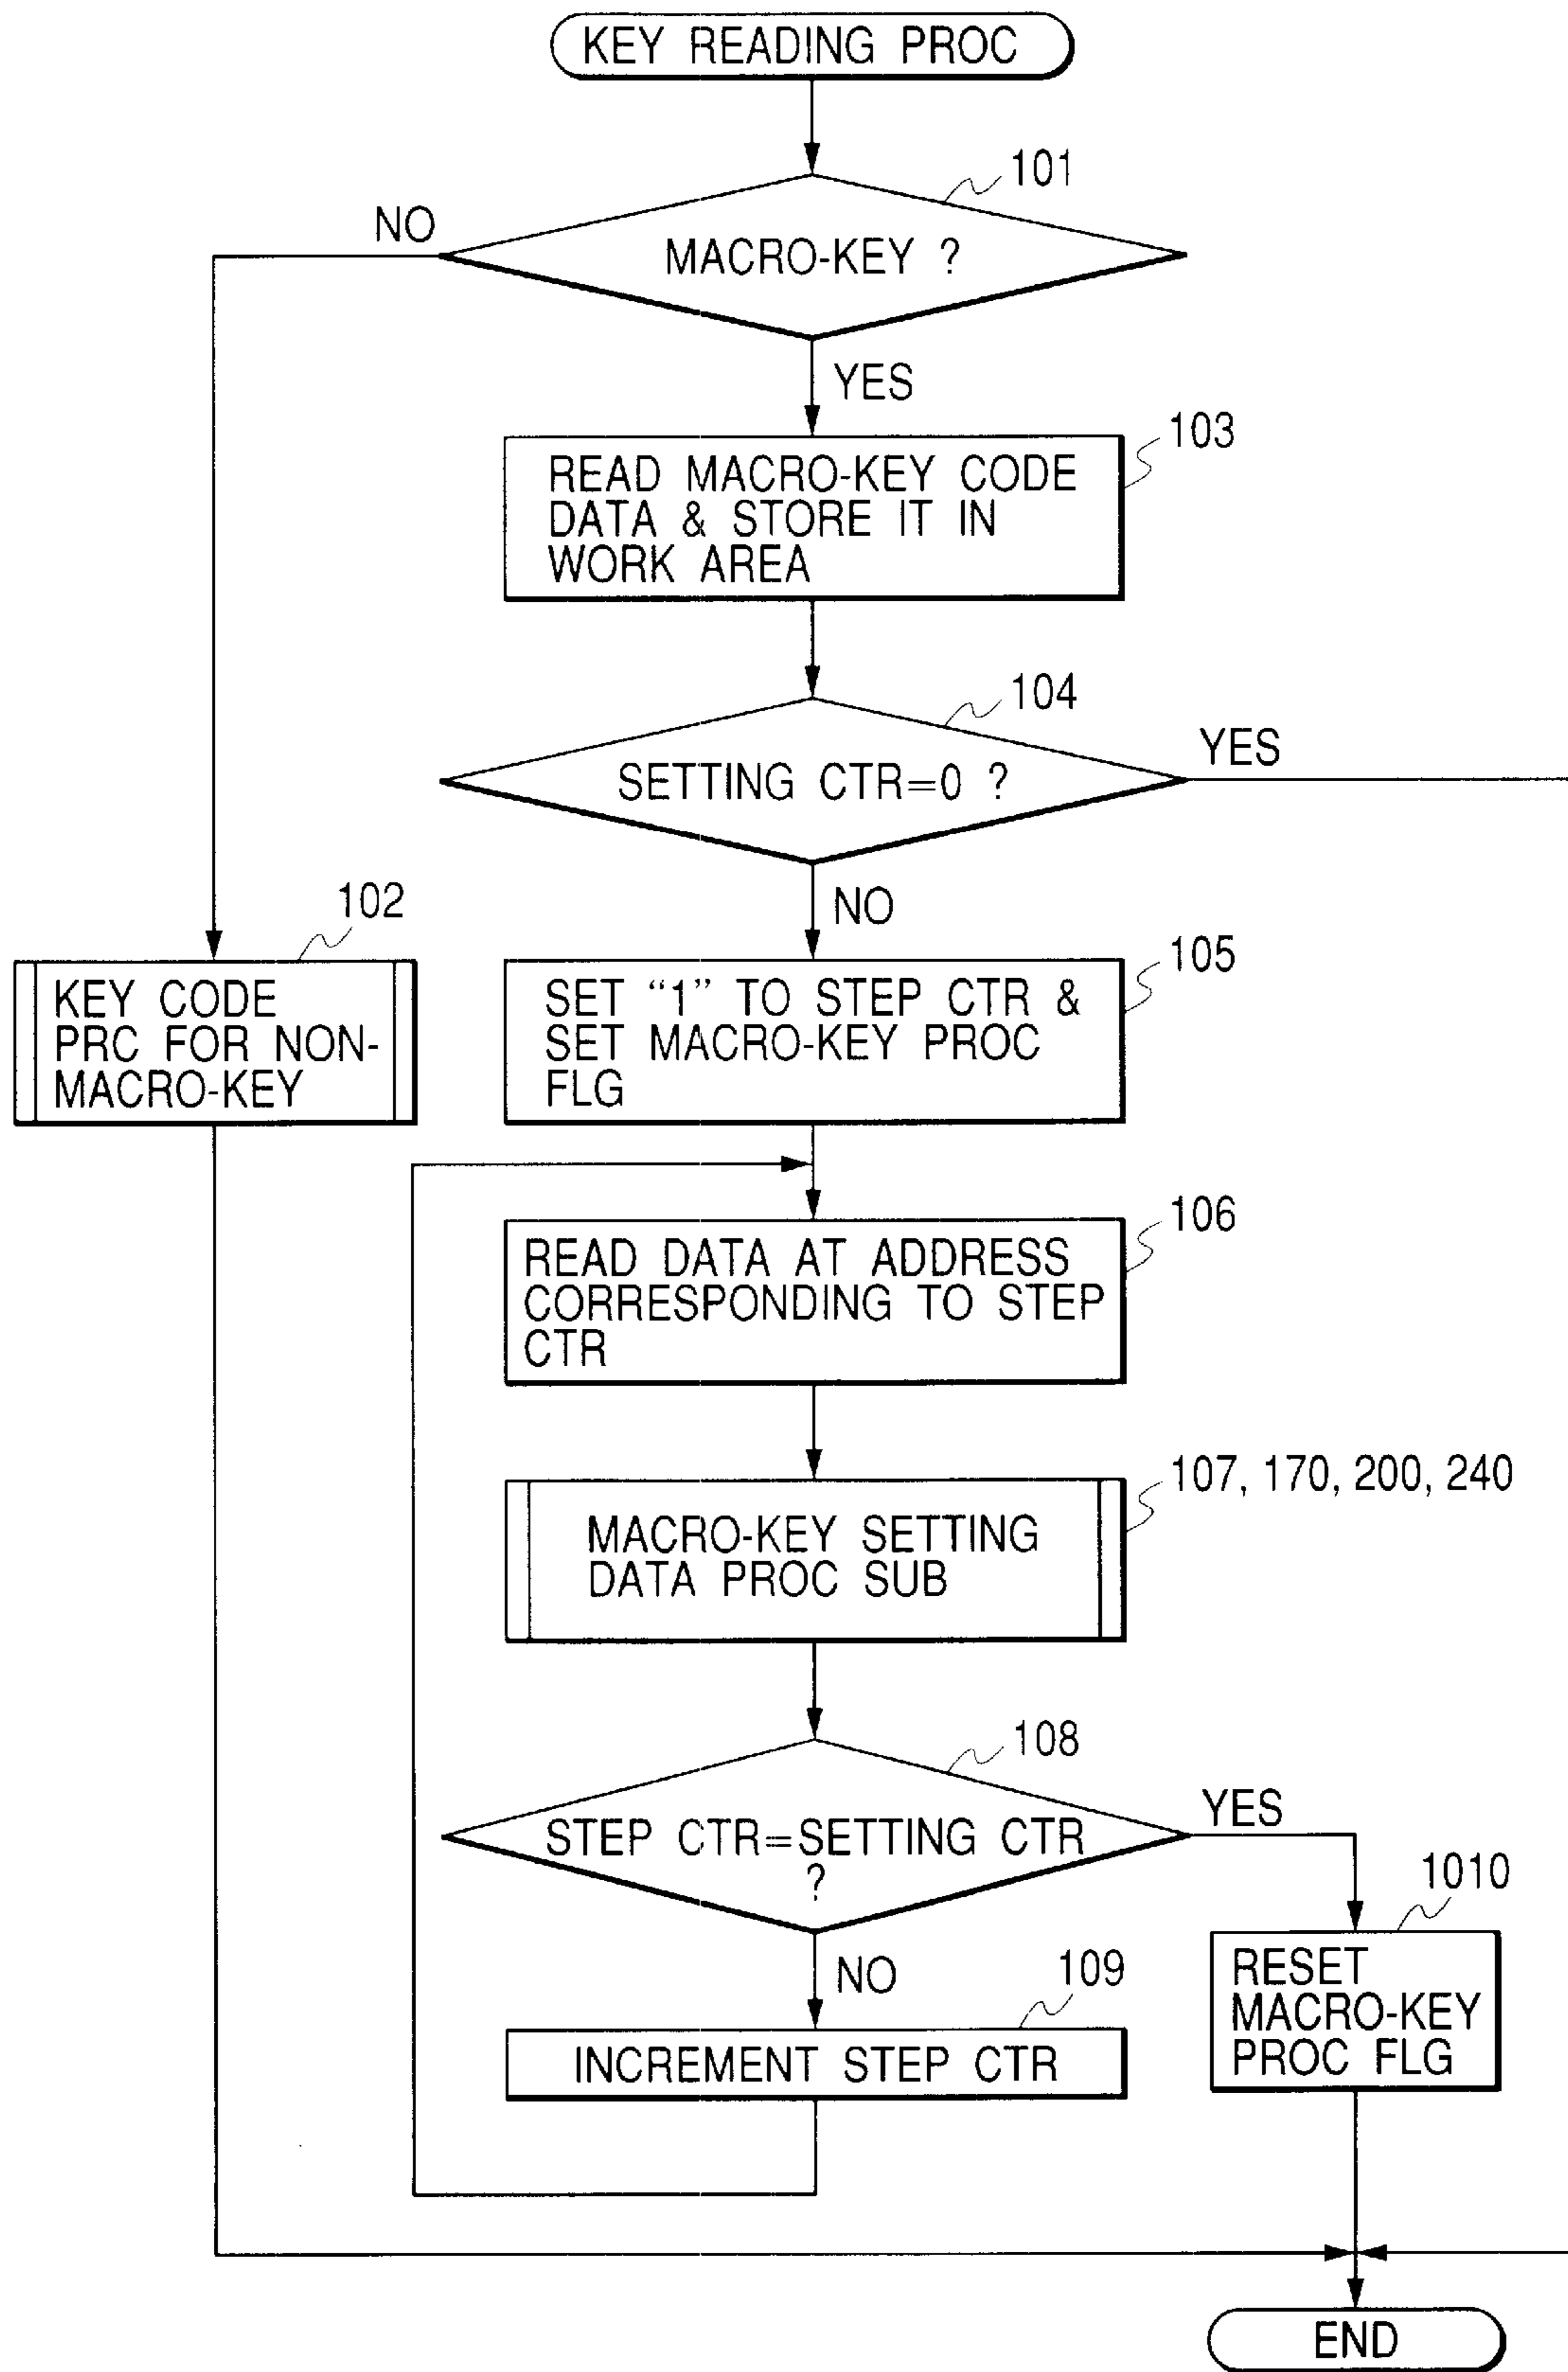 KEY READING PROC
101
NO
MACRO-KEY ?
YES
103
READ MACRO-KEY CODE
DATA & STORE IT IN
WORK AREA
104
YES
SETTING CTR=0 ?
NO
102
KEY CODE
PRC FOR NON-
MACRO-KEY
105
SET “1” TO STEP CTR &
SET MACRO-KEY PROC
FLG
106
READ DATA AT ADDRESS
CORRESPONDING TO STEP
CTR
107, 170, 200, 240
MACRO-KEY SETTING
DATA PROC SUB
108
YES
STEP CTR=SETTING CTR
?
1010
RESET
MACRO-KEY
PROC FLG
NO
109
INCREMENT STEP CTR
END